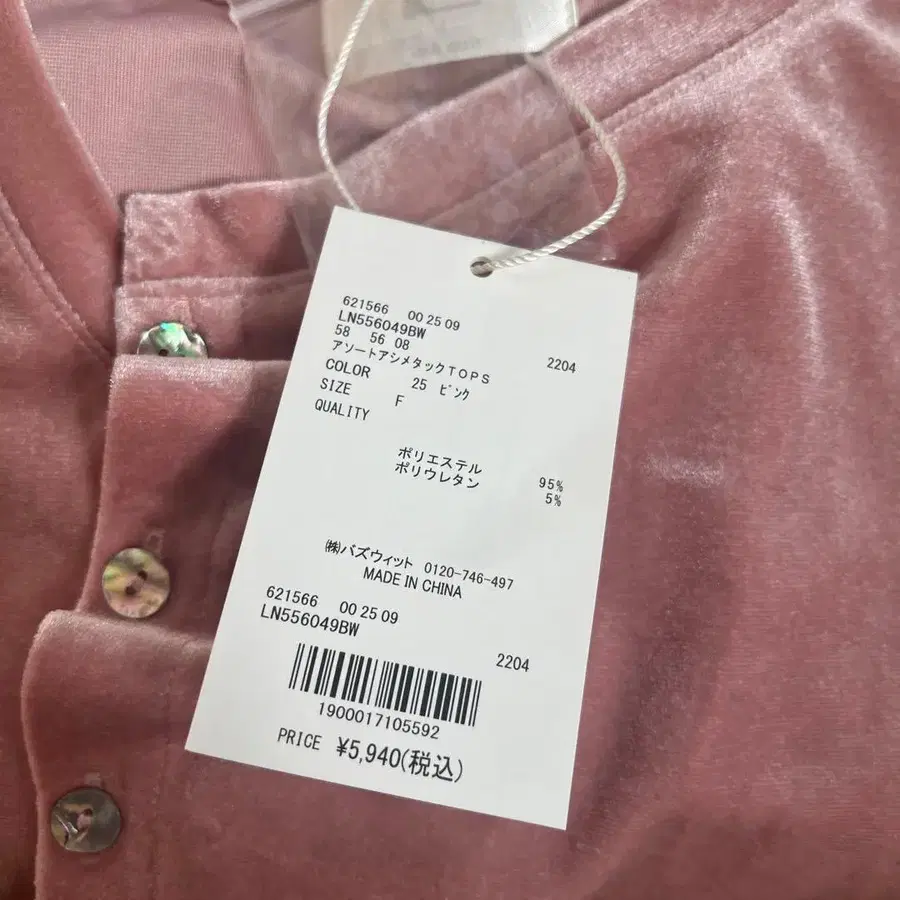 621566 00 25 09
LN556049BW
58 56 08 2204
アソートアシメタックTOPS
COLOR 25 ピンク
SIZE F
QUALITY
ポリエステル 95%
ポリウレタン 5%
㈱バズウィット 0120-746-497
MADE IN CHINA
621566 00 25 09
LN556049BW
2204
1900017105592
PRICE ¥5,940(税込)